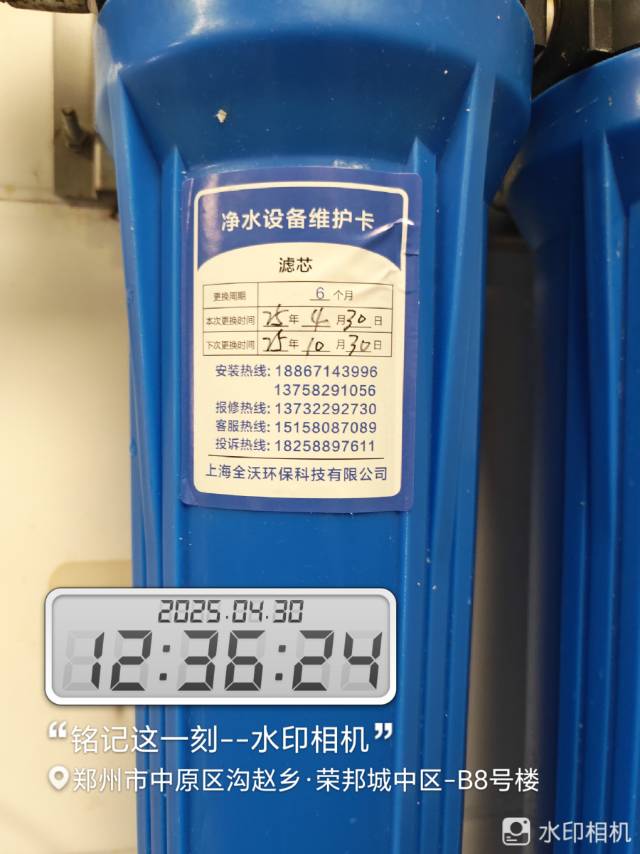 净水设备维护卡
滤芯
更换周期 6 个月
本次更换时间 25年 4月30日
下次更换时间 25年 10月30日
安装热线: 18867143996
13758291056
报修热线: 13732292730
客服热线: 15158087089
投诉热线: 18258897611
上海全沃环保科技有限公司
2025.04.30
12:36:24
“铭记这一刻--水印相机”
郑州市中原区沟赵乡·荣邦城中区-B8号楼
水印相机